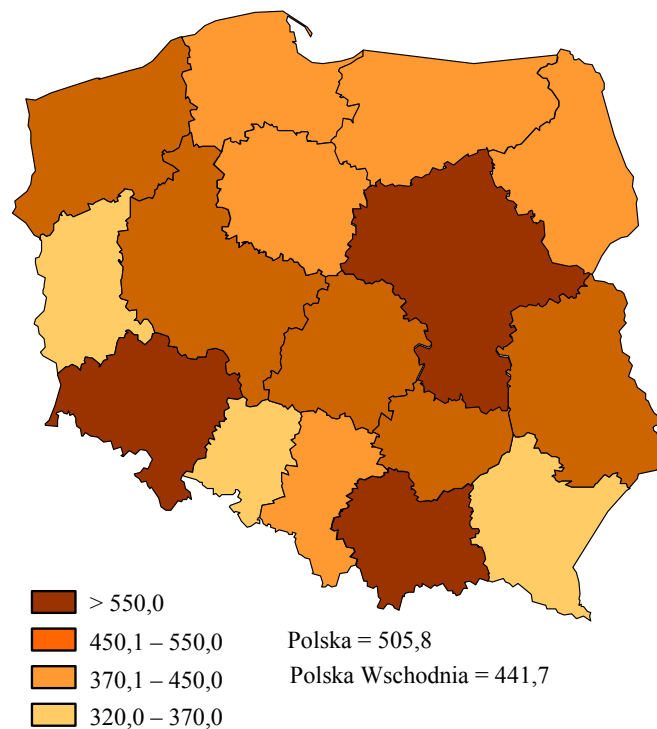 > 550,0
450,1 – 550,0
370,1 – 450,0
320,0 – 370,0
Polska = 505,8
Polska Wschodnia = 441,7